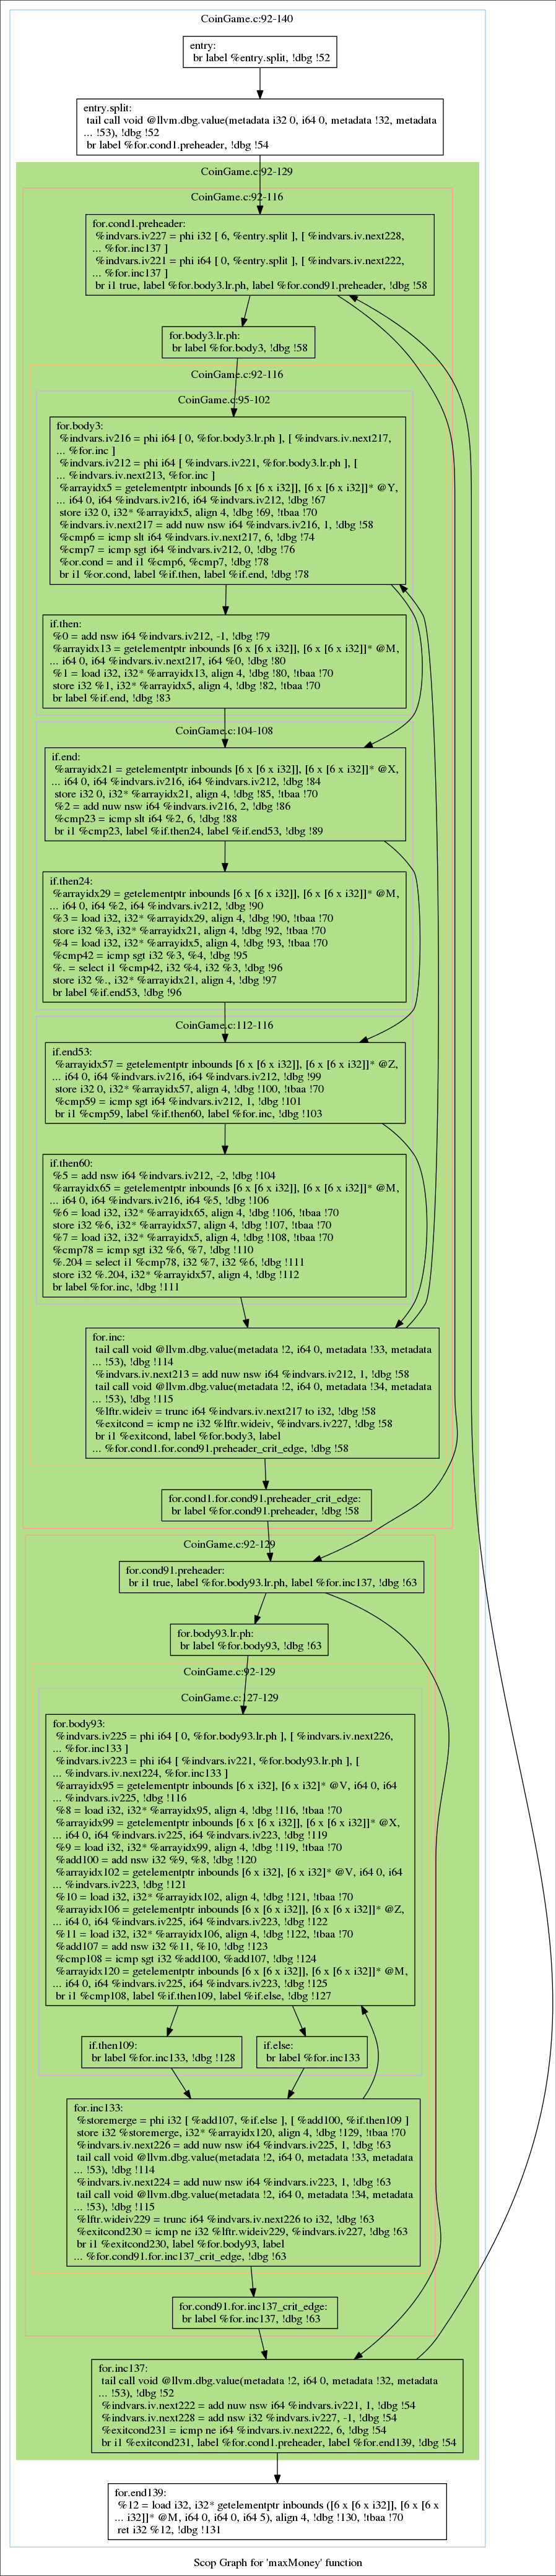 CoinGame.c:92-140
entry:
br label %entry.split, !dbg !52
entry.split:
tail call void @llvm.dbg.value(metadata i32 0, i64 0, metadata !32, metadata
... !53), !dbg !52
br label %for.cond1.preheader, !dbg !54
CoinGame.c:92-129
CoinGame.c:92-116
for.cond1.preheader:
%indvars.iv227 = phi i32 [ 6, %entry.split ], [ %indvars.iv.next228,
... %for.inc137 ]
%indvars.iv221 = phi i64 [ 0, %entry.split ], [ %indvars.iv.next222,
... %for.inc137 ]
br i1 true, label %for.body3.lr.ph, label %for.cond91.preheader, !dbg !58
for.body3.lr.ph:
br label %for.body3, !dbg !58
CoinGame.c:92-116
CoinGame.c:95-102
for.body3:
%indvars.iv216 = phi i64 [ 0, %for.body3.lr.ph ], [ %indvars.iv.next217,
... %for.inc ]
%indvars.iv212 = phi i64 [ %indvars.iv221, %for.body3.lr.ph ], [
... %indvars.iv.next213, %for.inc ]
%arrayidx5 = getelementptr inbounds [6 x [6 x i32]], [6 x [6 x i32]]* @Y,
... i64 0, i64 %indvars.iv216, i64 %indvars.iv212, !dbg !67
store i32 0, i32* %arrayidx5, align 4, !dbg !69, !tbaa !70
%indvars.iv.next217 = add nuw nsw i64 %indvars.iv216, 1, !dbg !58
%cmp6 = icmp slt i64 %indvars.iv.next217, 6, !dbg !74
%cmp7 = icmp sgt i64 %indvars.iv212, 0, !dbg !76
%or.cond = and i1 %cmp6, %cmp7, !dbg !78
br i1 %or.cond, label %if.then, label %if.end, !dbg !78
if.then:
%0 = add nsw i64 %indvars.iv212, -1, !dbg !79
%arrayidx13 = getelementptr inbounds [6 x [6 x i32]], [6 x [6 x i32]]* @M,
... i64 0, i64 %indvars.iv.next217, i64 %0, !dbg !80
%1 = load i32, i32* %arrayidx13, align 4, !dbg !80, !tbaa !70
store i32 %1, i32* %arrayidx5, align 4, !dbg !82, !tbaa !70
br label %if.end, !dbg !83
CoinGame.c:104-108
if.end:
%arrayidx21 = getelementptr inbounds [6 x [6 x i32]], [6 x [6 x i32]]* @X,
... i64 0, i64 %indvars.iv216, i64 %indvars.iv212, !dbg !84
store i32 0, i32* %arrayidx21, align 4, !dbg !85, !tbaa !70
%2 = add nuw nsw i64 %indvars.iv216, 2, !dbg !86
%cmp23 = icmp slt i64 %2, 6, !dbg !88
br i1 %cmp23, label %if.then24, label %if.end53, !dbg !89
if.then24:
%arrayidx29 = getelementptr inbounds [6 x [6 x i32]], [6 x [6 x i32]]* @M,
... i64 0, i64 %2, i64 %indvars.iv212, !dbg !90
%3 = load i32, i32* %arrayidx29, align 4, !dbg !90, !tbaa !70
store i32 %3, i32* %arrayidx21, align 4, !dbg !92, !tbaa !70
%4 = load i32, i32* %arrayidx5, align 4, !dbg !93, !tbaa !70
%cmp42 = icmp sgt i32 %3, %4, !dbg !95
%. = select i1 %cmp42, i32 %4, i32 %3, !dbg !96
store i32 %., i32* %arrayidx21, align 4, !dbg !97
br label %if.end53, !dbg !96
CoinGame.c:112-116
if.end53:
%arrayidx57 = getelementptr inbounds [6 x [6 x i32]], [6 x [6 x i32]]* @Z,
... i64 0, i64 %indvars.iv216, i64 %indvars.iv212, !dbg !99
store i32 0, i32* %arrayidx57, align 4, !dbg !100, !tbaa !70
%cmp59 = icmp sgt i64 %indvars.iv212, 1, !dbg !101
br i1 %cmp59, label %if.then60, label %for.inc, !dbg !103
if.then60:
%5 = add nsw i64 %indvars.iv212, -2, !dbg !104
%arrayidx65 = getelementptr inbounds [6 x [6 x i32]], [6 x [6 x i32]]* @M,
... i64 0, i64 %indvars.iv216, i64 %5, !dbg !106
%6 = load i32, i32* %arrayidx65, align 4, !dbg !106, !tbaa !70
store i32 %6, i32* %arrayidx57, align 4, !dbg !107, !tbaa !70
%7 = load i32, i32* %arrayidx5, align 4, !dbg !108, !tbaa !70
%cmp78 = icmp sgt i32 %6, %7, !dbg !110
%.204 = select i1 %cmp78, i32 %7, i32 %6, !dbg !111
store i32 %.204, i32* %arrayidx57, align 4, !dbg !112
br label %for.inc, !dbg !111
for.inc:
tail call void @llvm.dbg.value(metadata !2, i64 0, metadata !33, metadata
... !53), !dbg !114
%indvars.iv.next213 = add nuw nsw i64 %indvars.iv212, 1, !dbg !58
tail call void @llvm.dbg.value(metadata !2, i64 0, metadata !34, metadata
... !53), !dbg !115
%lftr.wideiv = trunc i64 %indvars.iv.next217 to i32, !dbg !58
%exitcond = icmp ne i32 %lftr.wideiv, %indvars.iv227, !dbg !58
br i1 %exitcond, label %for.body3, label
... %for.cond1.for.cond91.preheader_crit_edge, !dbg !58
for.cond1.for.cond91.preheader_crit_edge:
br label %for.cond91.preheader, !dbg !58
CoinGame.c:92-129
for.cond91.preheader:
br i1 true, label %for.body93.lr.ph, label %for.inc137, !dbg !63
for.body93.lr.ph:
br label %for.body93, !dbg !63
CoinGame.c:92-129
CoinGame.c:127-129
for.body93:
%indvars.iv225 = phi i64 [ 0, %for.body93.lr.ph ], [ %indvars.iv.next226,
... %for.inc133 ]
%indvars.iv223 = phi i64 [ %indvars.iv221, %for.body93.lr.ph ], [
... %indvars.iv.next224, %for.inc133 ]
%arrayidx95 = getelementptr inbounds [6 x i32], [6 x i32]* @V, i64 0, i64
... %indvars.iv225, !dbg !116
%8 = load i32, i32* %arrayidx95, align 4, !dbg !116, !tbaa !70
%arrayidx99 = getelementptr inbounds [6 x [6 x i32]], [6 x [6 x i32]]* @X,
... i64 0, i64 %indvars.iv225, i64 %indvars.iv223, !dbg !119
%9 = load i32, i32* %arrayidx99, align 4, !dbg !119, !tbaa !70
%add100 = add nsw i32 %9, %8, !dbg !120
%arrayidx102 = getelementptr inbounds [6 x i32], [6 x i32]* @V, i64 0, i64
... %indvars.iv223, !dbg !121
%10 = load i32, i32* %arrayidx102, align 4, !dbg !121, !tbaa !70
%arrayidx106 = getelementptr inbounds [6 x [6 x i32]], [6 x [6 x i32]]* @Z,
... i64 0, i64 %indvars.iv225, i64 %indvars.iv223, !dbg !122
%11 = load i32, i32* %arrayidx106, align 4, !dbg !122, !tbaa !70
%add107 = add nsw i32 %11, %10, !dbg !123
%cmp108 = icmp sgt i32 %add100, %add107, !dbg !124
%arrayidx120 = getelementptr inbounds [6 x [6 x i32]], [6 x [6 x i32]]* @M,
... i64 0, i64 %indvars.iv225, i64 %indvars.iv223, !dbg !125
br i1 %cmp108, label %if.then109, label %if.else, !dbg !127
if.then109:
br label %for.inc133, !dbg !128
if.else:
br label %for.inc133
for.inc133:
%storemerge = phi i32 [ %add107, %if.else ], [ %add100, %if.then109 ]
store i32 %storemerge, i32* %arrayidx120, align 4, !dbg !129, !tbaa !70
%indvars.iv.next226 = add nuw nsw i64 %indvars.iv225, 1, !dbg !63
tail call void @llvm.dbg.value(metadata !2, i64 0, metadata !33, metadata
... !53), !dbg !114
%indvars.iv.next224 = add nuw nsw i64 %indvars.iv223, 1, !dbg !63
tail call void @llvm.dbg.value(metadata !2, i64 0, metadata !34, metadata
... !53), !dbg !115
%lftr.wideiv229 = trunc i64 %indvars.iv.next226 to i32, !dbg !63
%exitcond230 = icmp ne i32 %lftr.wideiv229, %indvars.iv227, !dbg !63
br i1 %exitcond230, label %for.body93, label
... %for.cond91.for.inc137_crit_edge, !dbg !63
for.cond91.for.inc137_crit_edge:
br label %for.inc137, !dbg !63
for.inc137:
tail call void @llvm.dbg.value(metadata !2, i64 0, metadata !32, metadata
... !53), !dbg !52
%indvars.iv.next222 = add nuw nsw i64 %indvars.iv221, 1, !dbg !54
%indvars.iv.next228 = add nsw i32 %indvars.iv227, -1, !dbg !54
%exitcond231 = icmp ne i64 %indvars.iv.next222, 6, !dbg !54
br i1 %exitcond231, label %for.cond1.preheader, label %for.end139, !dbg !54
for.end139:
%12 = load i32, i32* getelementptr inbounds ([6 x [6 x i32]], [6 x [6 x
... i32]]* @M, i64 0, i64 0, i64 5), align 4, !dbg !130, !tbaa !70
ret i32 %12, !dbg !131
Scop Graph for 'maxMoney' function